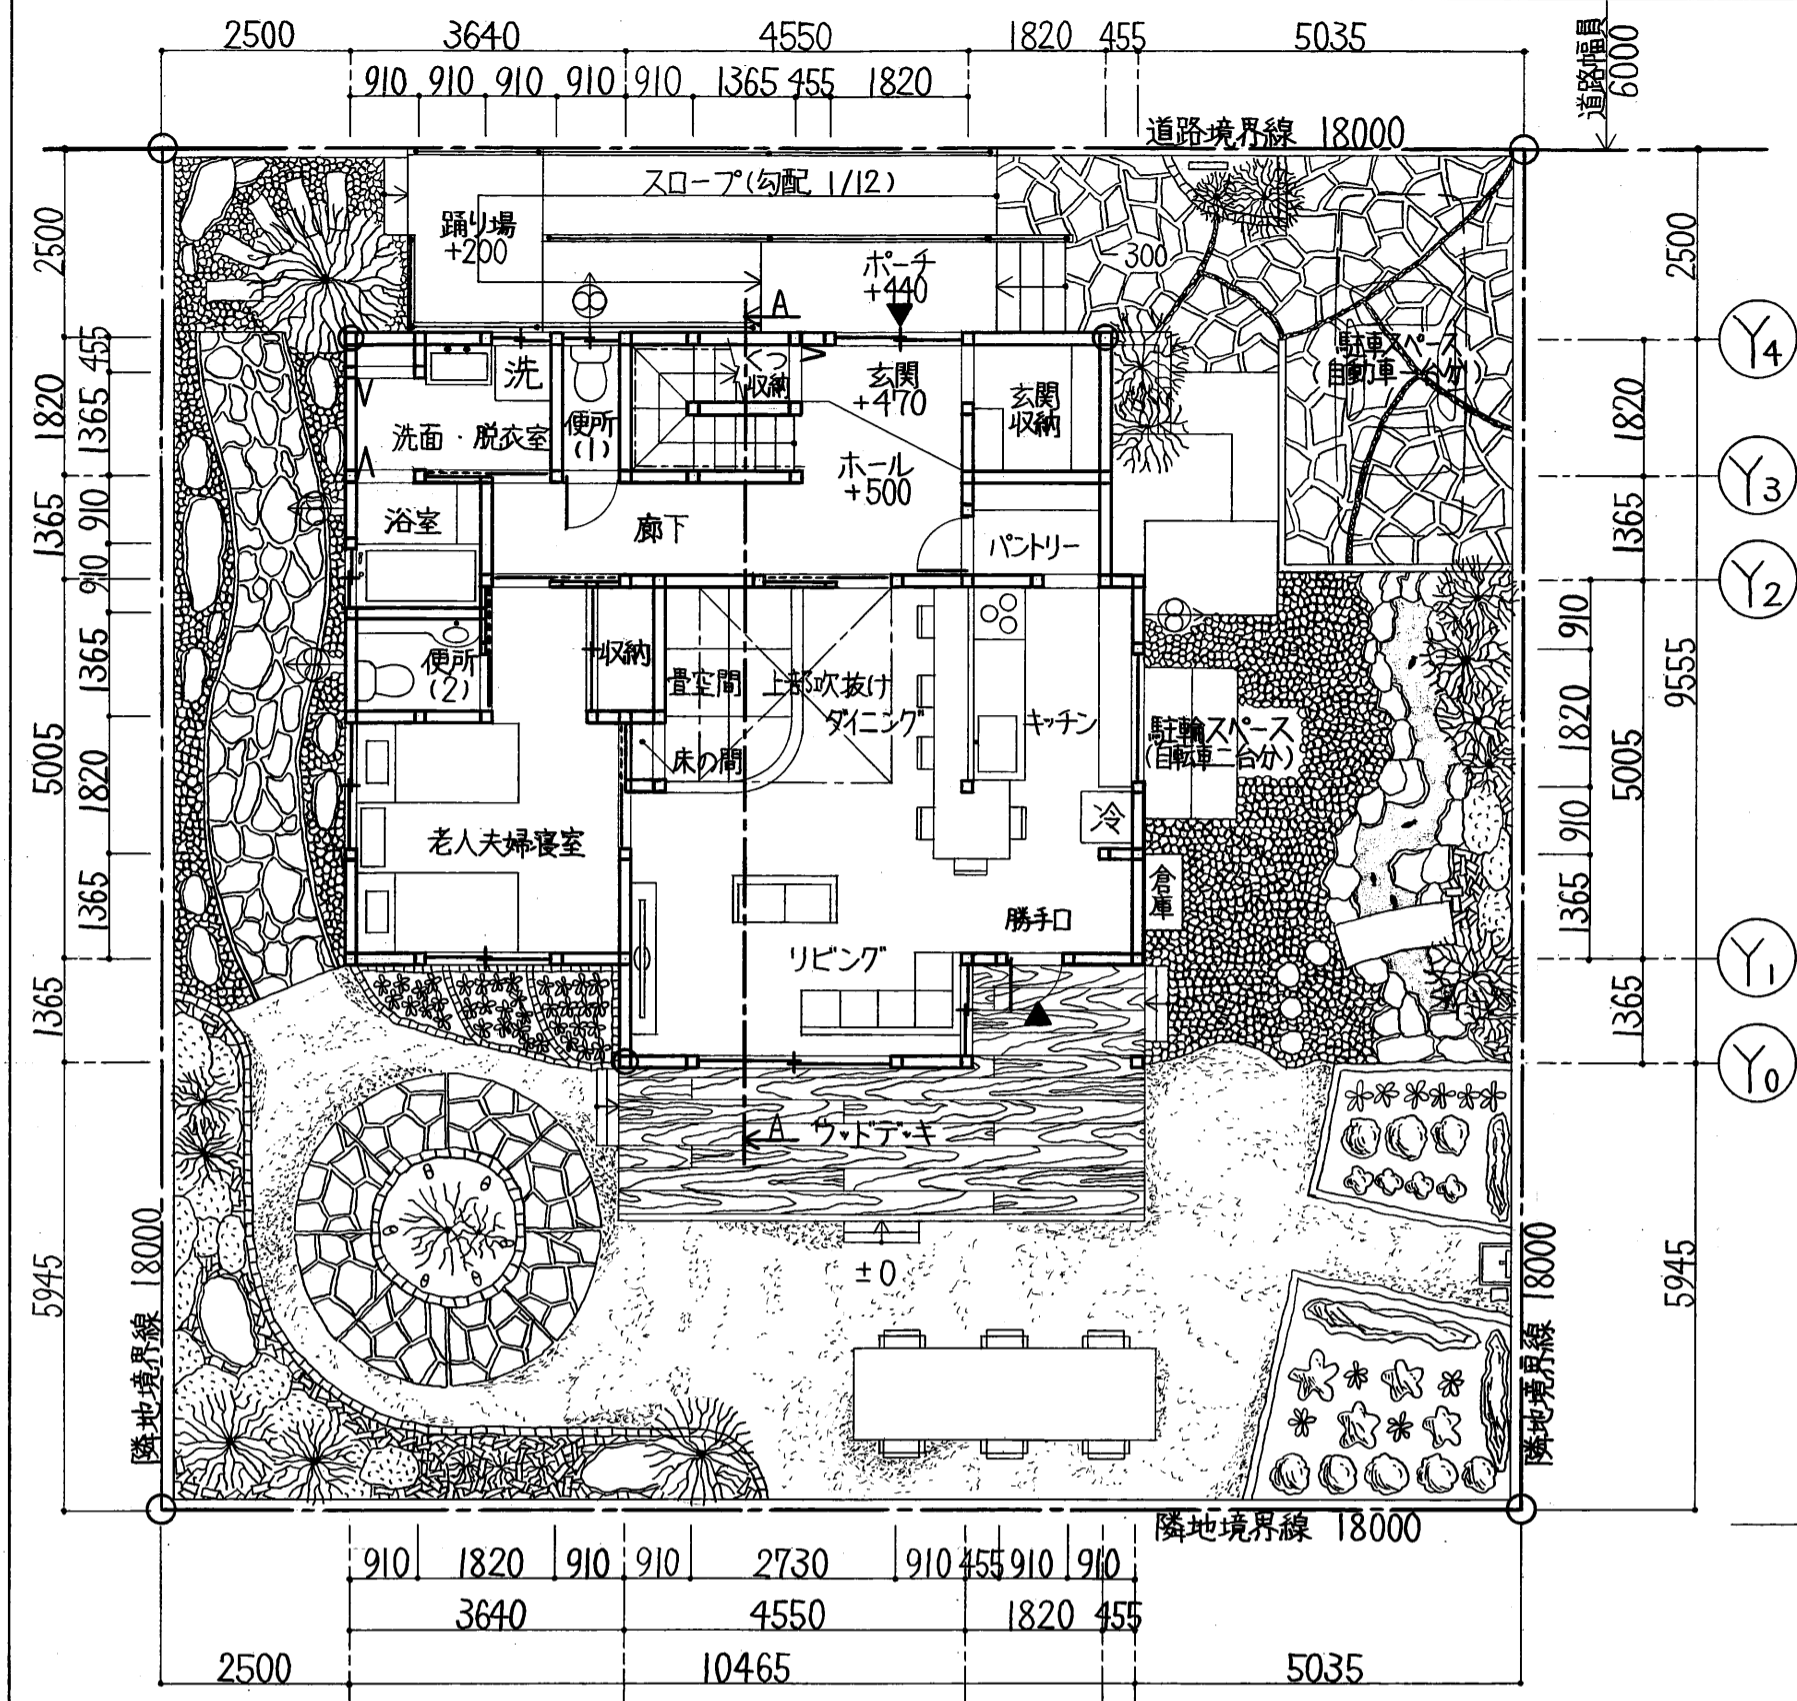 2500 3640 4550 1820 455 5035
道路幅員 6000
910 910 910 910 910 1365 455 1820
道路境界線 18000
スロープ(勾配 1/12)
踊り場
+200
ポーチ
+440
-300
A
2500
455
1820
1365
1365
910
910
1365
5005
1820
1365
1365
5945
2500
1820
1365
910
1820
9555
5005
910
1365
1365
5945
Y4
Y3
Y2
Y1
Y0
洗
くつ
収納
玄関
+470
玄関
収納
駐車スペース
(自動車一台分)
洗面・脱衣室
便所
(1)
ホール
+500
浴室
廊下
パントリー
便所
(2)
収納
畳空間
上部吹抜け
ダイニング
キッチン
駐輪スペース
(自転車二台分)
床の間
冷
老人夫婦寝室
倉庫
勝手口
リビング
A
ウッドデッキ
±0
隣地境界線 18000
隣地境界線 18000
隣地境界線 18000
910 1820 910 910 2730 910 455 910 910
3640 4550 1820 455
2500 10465 5035